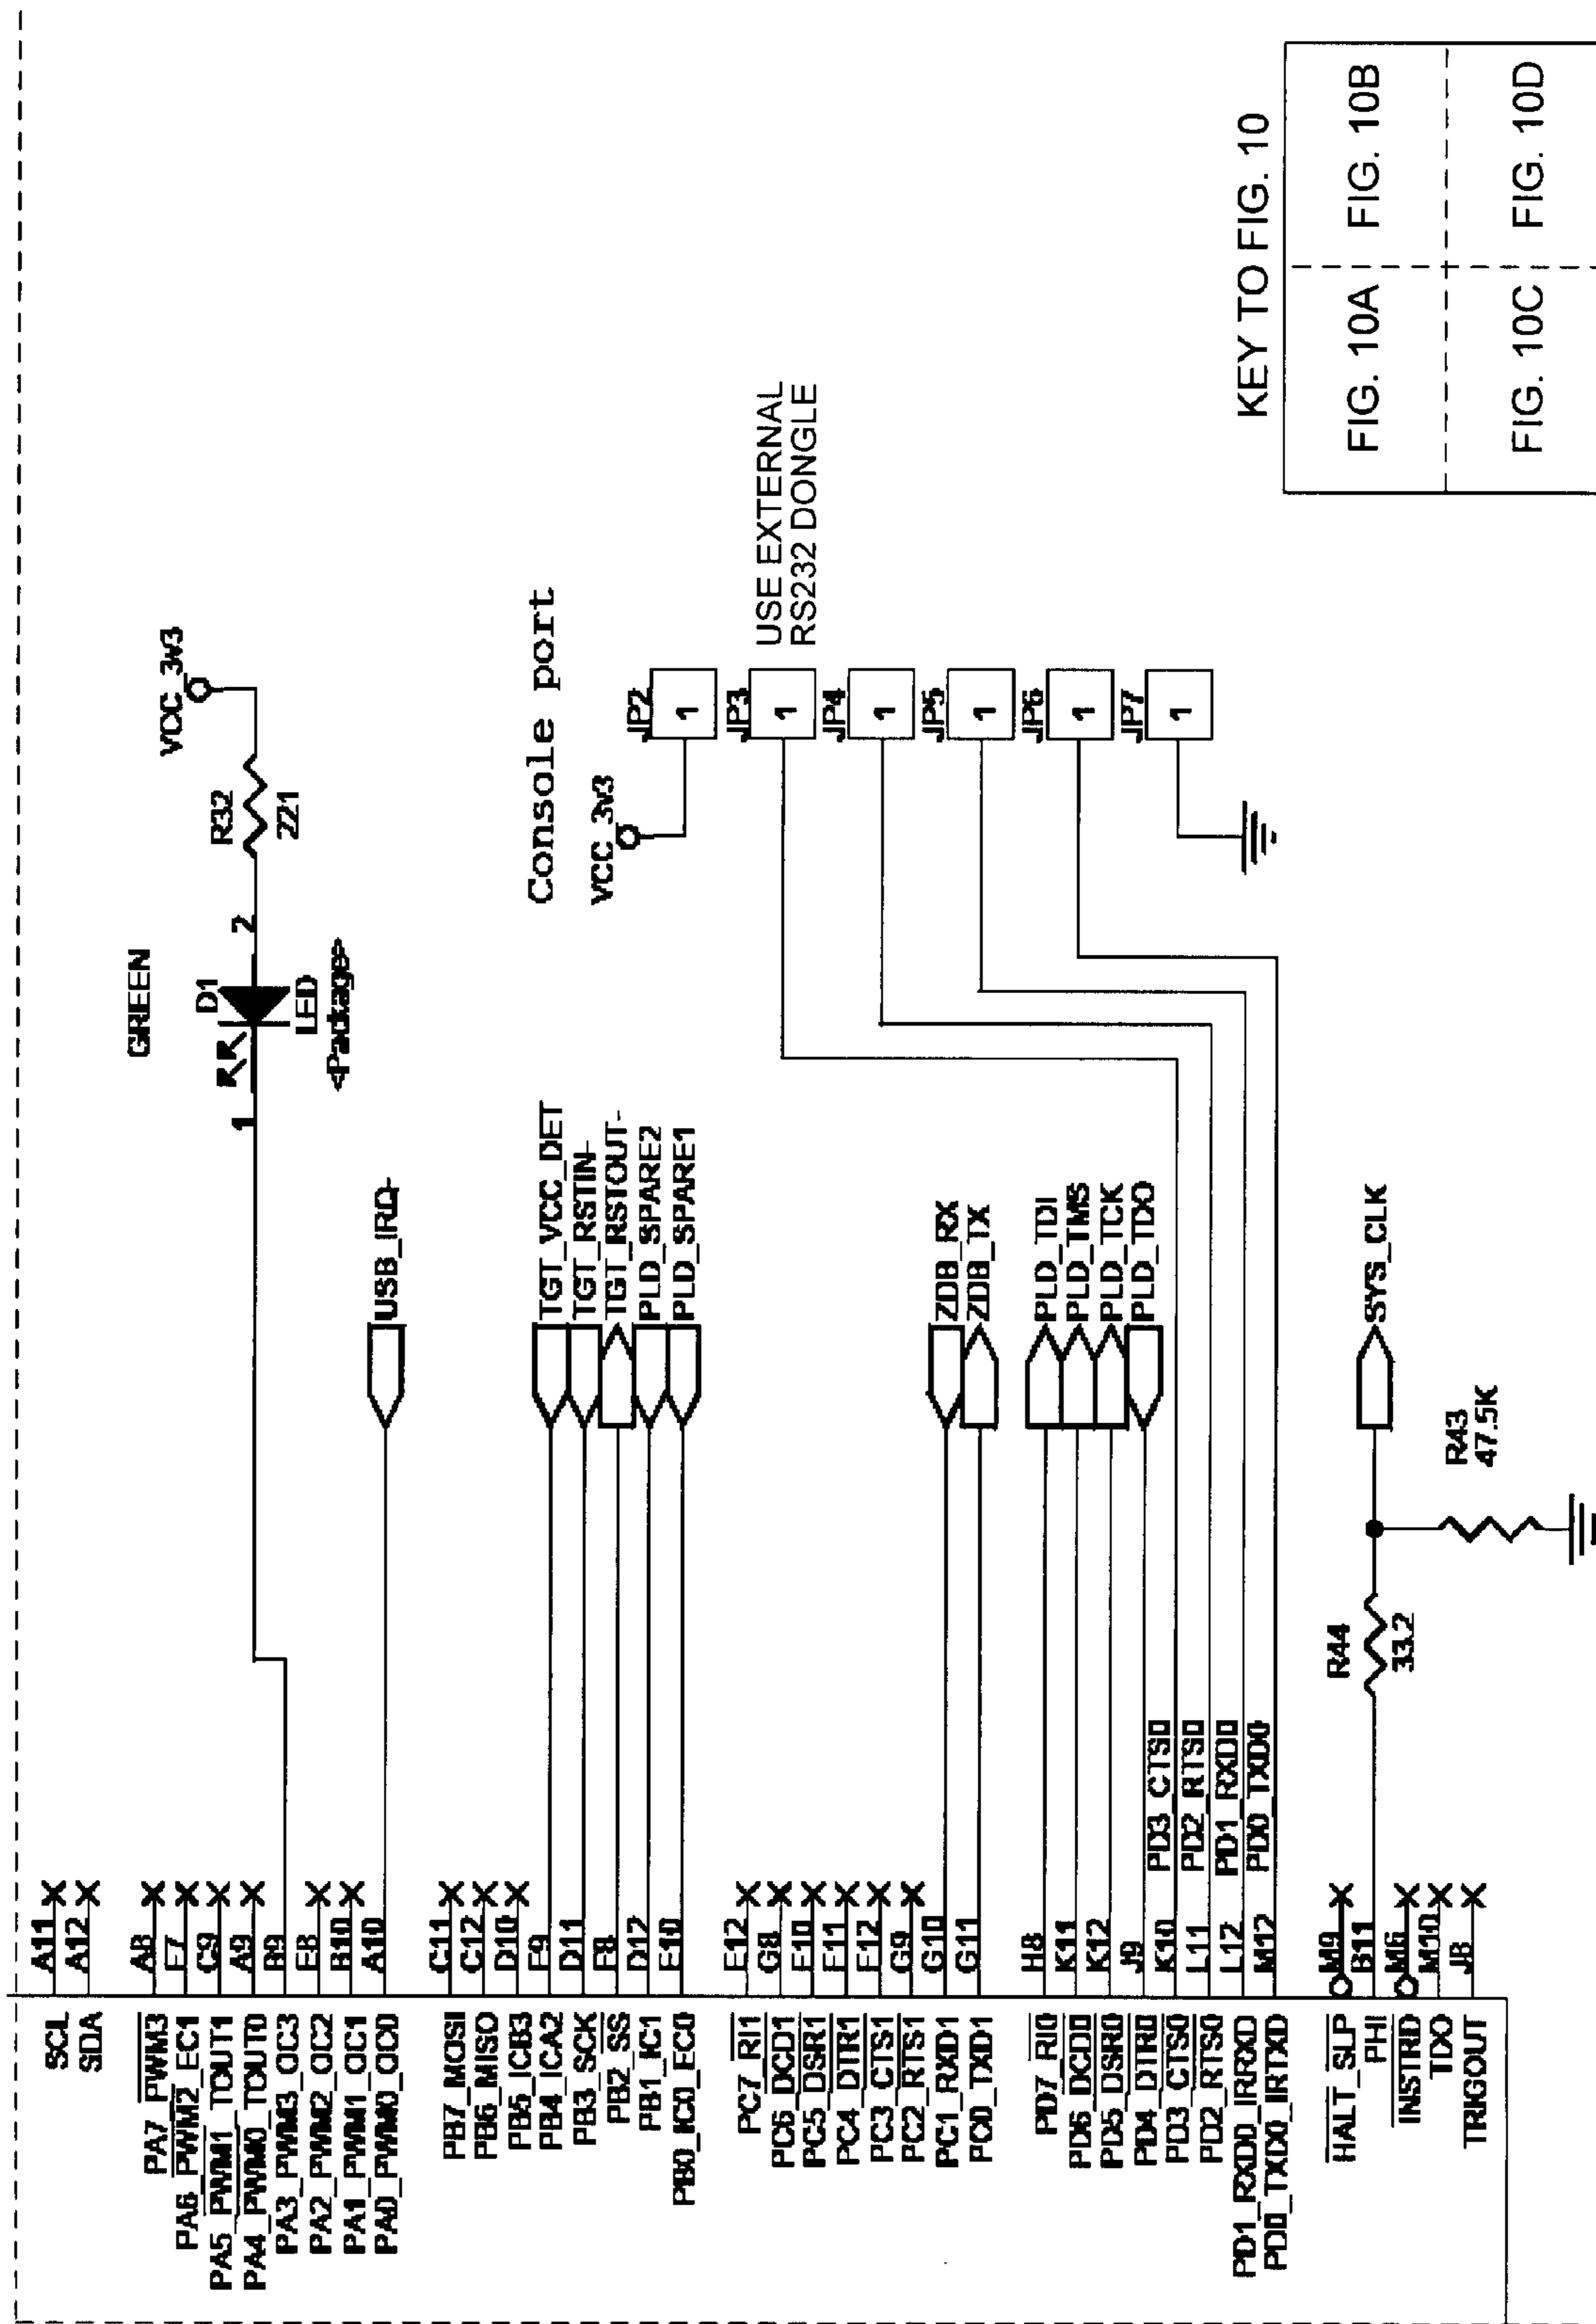 SCL A11
SDA A12
PA7_PWM3 A8
PA6_PWM2_EC1 F7
PA5_PWM1_TOUT1 C9
PA4_PWM0_TOUT0 A9
PA3_PWM3_OC3 B9
PA2_PWM2_OC2 E8
PA1_PWM1_OC1 B10
PA0_PWM0_OC0 A10
GREEN
D1
1
2
LED
<Package>
R32
221
VCC_3v3
USB_IRQ-
PB7_MOSI C11
PB6_MISO C12
PB5_ICB3 D10
PB4_ICA2 E9
PB3_SCK D11
PB2_SS F8
PB1_IC1 D12
PB0_IC0_EC0 E10
TGT_VCC_DET
TGT_RSTIN-
TGT_RSTOUT-
PLD_SPARE2
PLD_SPARE1
Console port
VCC_3v3
JP2
1
JP3
1
JP4
1
JP5
1
JP6
1
JP7
1
USE EXTERNAL
RS232 DONGLE
PC7_RI1 E12
PC6_DCD1 G8
PC5_DSR1 F10
PC4_DTR1 F11
PC3_CTS1 F12
PC2_RTS1 G9
PC1_RXD1 G10
PC0_TXD1 G11
ZDB_RX
ZDB_TX
PD7_RI0 H8
PD6_DCD0 K11
PD5_DSR0 K12
PD4_DTR0 J9
PD3_CTS0 K10 PD3_CTS0
PD2_RTS0 L11 PD2_RTS0
PD1_RXD0_IRRXD L12 PD1_RXD0
PD0_TXD0_IRTXD M12 PD0_TXD0
PLD_TDI
PLD_TMS
PLD_TCK
PLD_TDO
HALT_SLP M9
PHI B11
INSTRD M6
TDO M10
TRIGOUT J8
R44
33.2
SYS_CLK
R43
47.5K
KEY TO FIG. 10
FIG. 10A FIG. 10B
FIG. 10C FIG. 10D